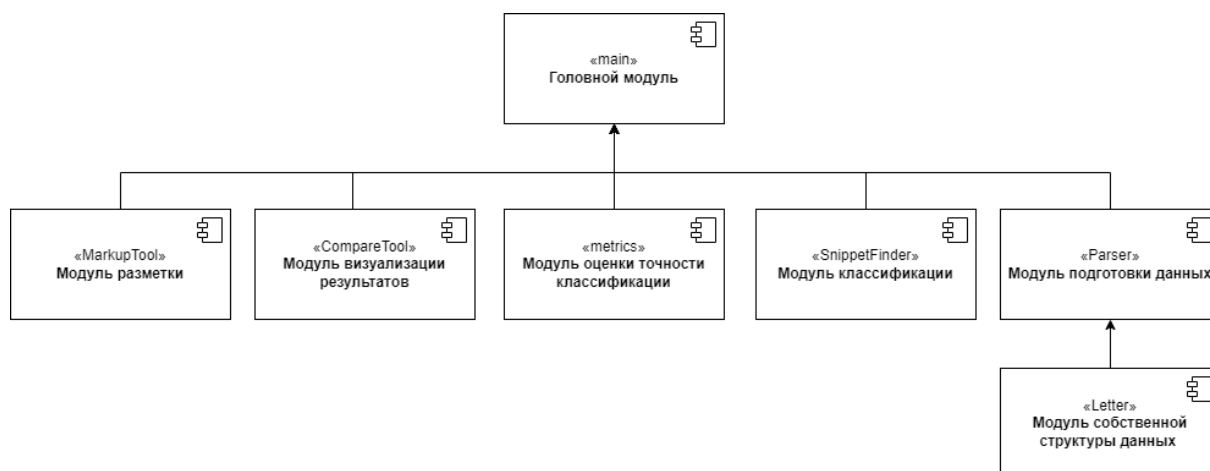 «main»
Головной модуль
«MarkupTool»
Модуль разметки
«CompareTool»
Модуль визуализации
результатов
«metrics»
Модуль оценки точности
классификации
«SnippetFinder»
Модуль классификации
«Parser»
Модуль подготовки данных
«Letter»
Модуль собственной
структуры данных